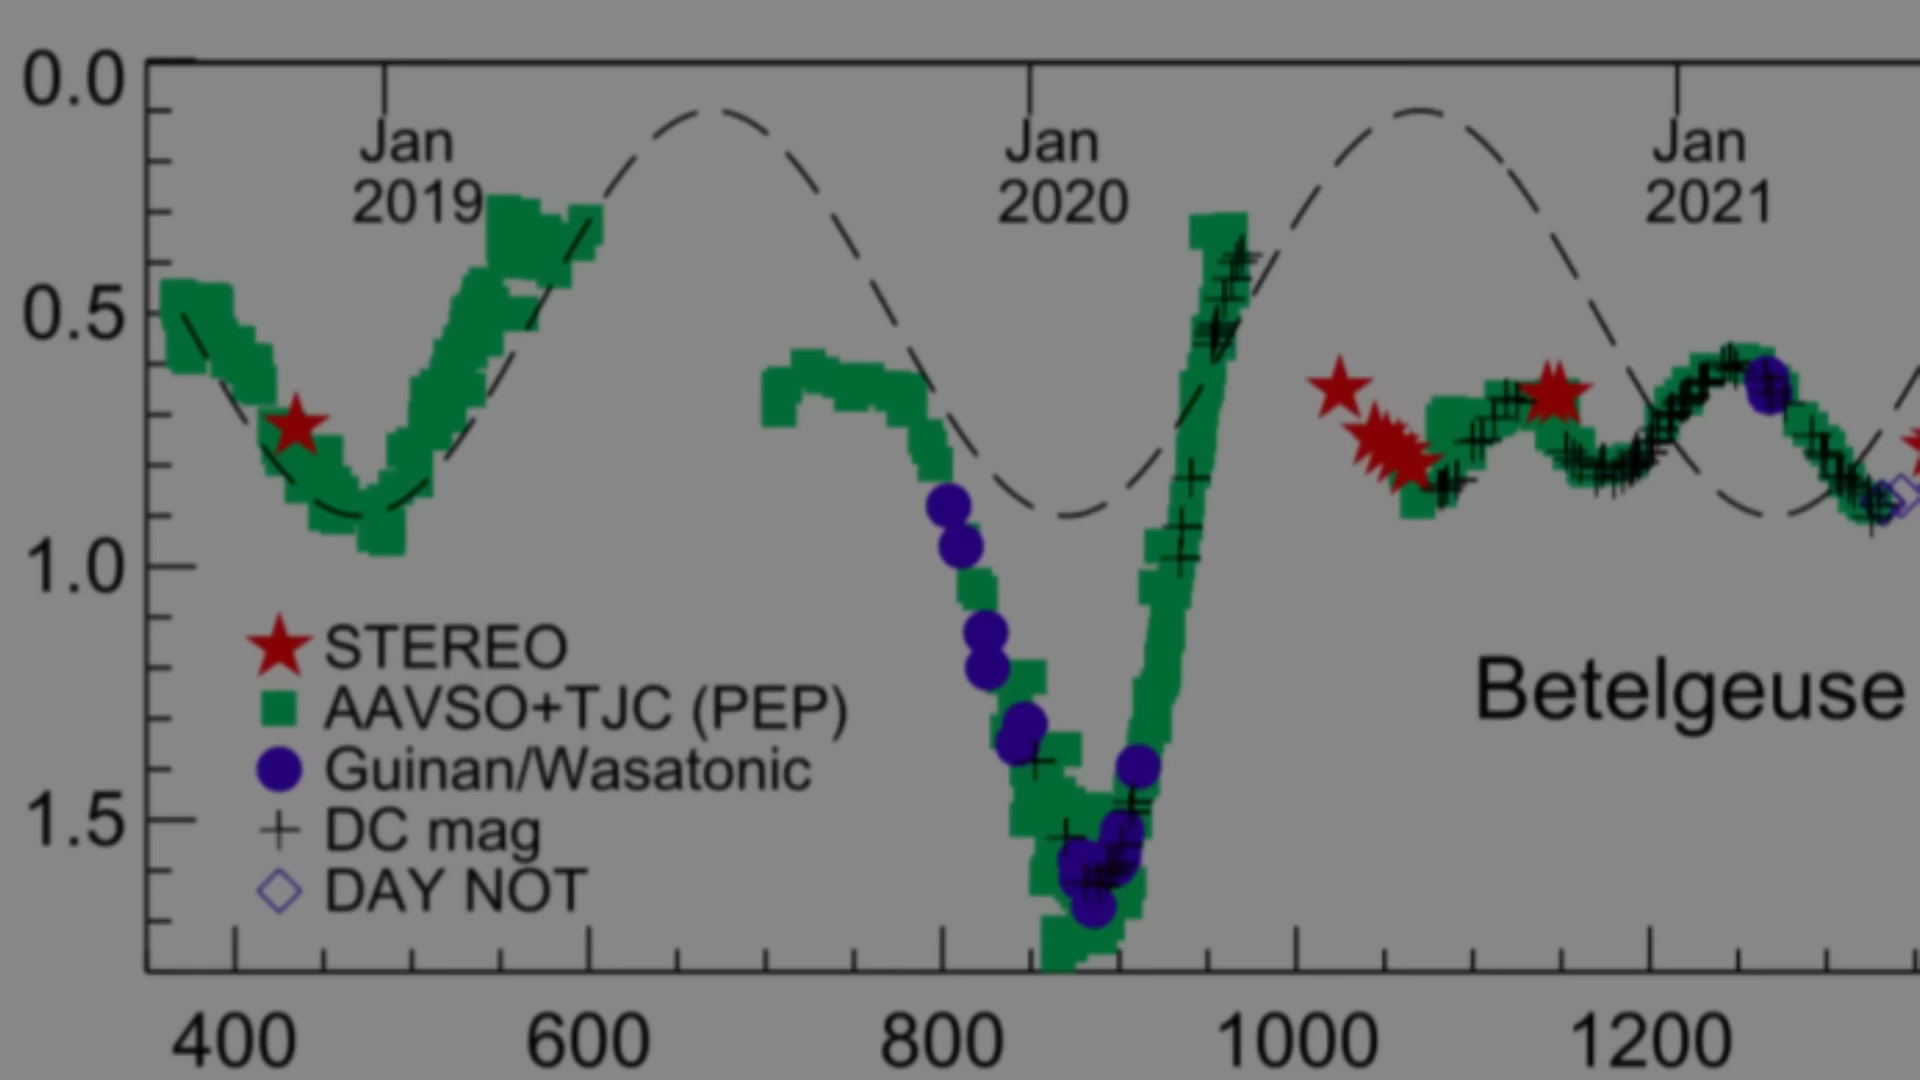 0.0
Jan
2019
Jan
2020
Jan
2021
0.5
1.0
1.5
STEREO
AAVSO+TJC (PEP)
Guinan/Wasatonic
DC mag
DAY NOT
Betelgeuse
400 600 800 1000 1200